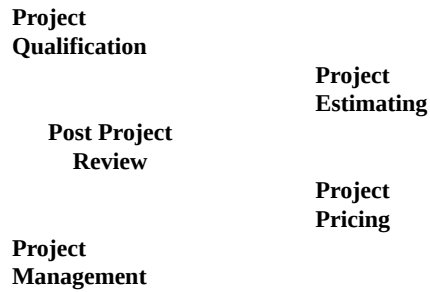 Project
Qualification
Project
Estimating
Post Project
Review
Project
Pricing
Project
Management